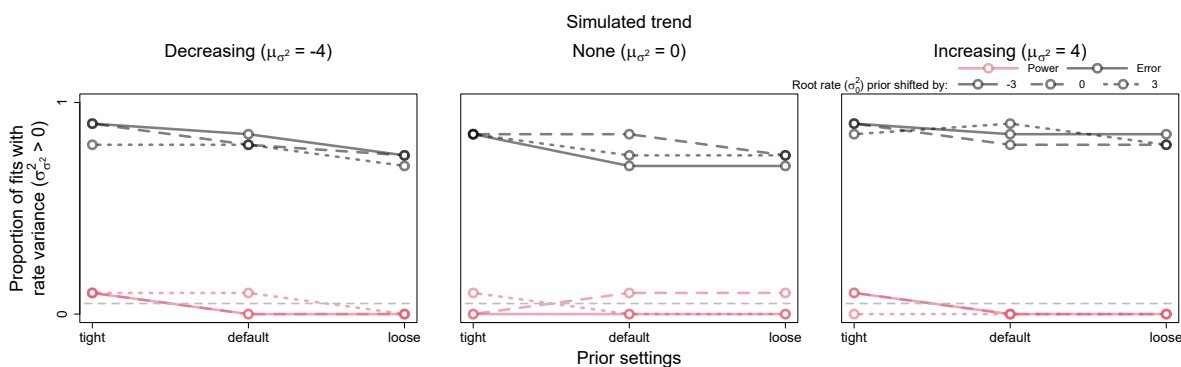 Simulated trend
Decreasing (μσ² = -4)
None (μσ² = 0)
Increasing (μσ² = 4)
Power
Error
Root rate (σ₀²) prior shifted by:
-3
0
3
Proportion of fits with
rate variance (σ²σ² > 0)
1
0
tight
default
loose
tight
default
loose
tight
default
loose
Prior settings